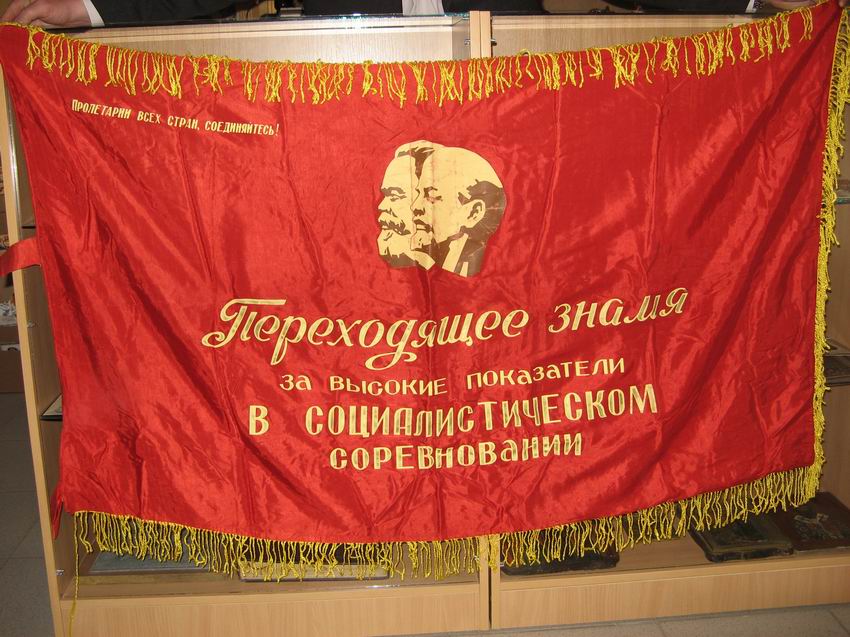 ПРОЛЕТАРИИ ВСЕХ СТРАН, СОЕДИНЯЙТЕСЬ!
Переходящее знамя
ЗА ВЫСОКИЕ ПОКАЗАТЕЛИ
В СОЦИАЛИСТИЧЕСКОМ
СОРЕВНОВАНИИ